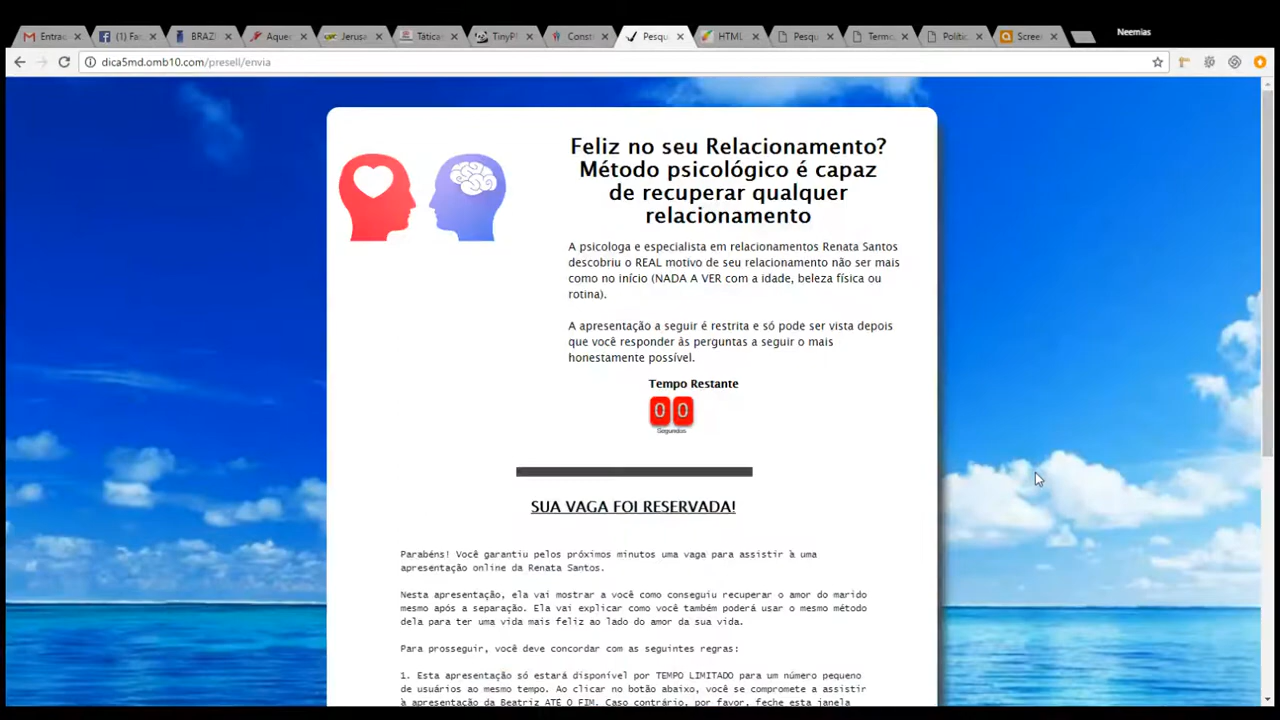 Neemias
Entrac
(1) Fa
BRAZI
Aquec
Jerusa
Tática
TinyPl
Const
Pesqu
HTML
Pesqu
Termo
Polític
Scree
dica5md.omb10.com/presell/envia
Feliz no seu Relacionamento?
Método psicológico é capaz
de recuperar qualquer
relacionamento
A psicologa e especialista em relacionamentos Renata Santos
descobriu o REAL motivo de seu relacionamento não ser mais
como no início (NADA A VER com a idade, beleza física ou
rotina).
A apresentação a seguir é restrita e só pode ser vista depois
que você responder às perguntas a seguir o mais
honestamente possível.
Tempo Restante
00
Segundos
SUA VAGA FOI RESERVADA!
Parabéns! Você garantiu pelos próximos minutos uma vaga para assistir à uma
apresentação online da Renata Santos.
Nesta apresentação, ela vai mostrar a você como conseguiu recuperar o amor do marido
mesmo após a separação. Ela vai explicar como você também poderá usar o mesmo método
dela para ter uma vida mais feliz ao lado do amor da sua vida.
Para prosseguir, você deve concordar com as seguintes regras:
1. Esta apresentação só estará disponível por TEMPO LIMITADO para um número pequeno
de usuários ao mesmo tempo. Ao clicar no botão abaixo, você se compromete a assistir
à apresentação da Beatriz ATE O FIM. Caso contrário, por favor, feche esta janela